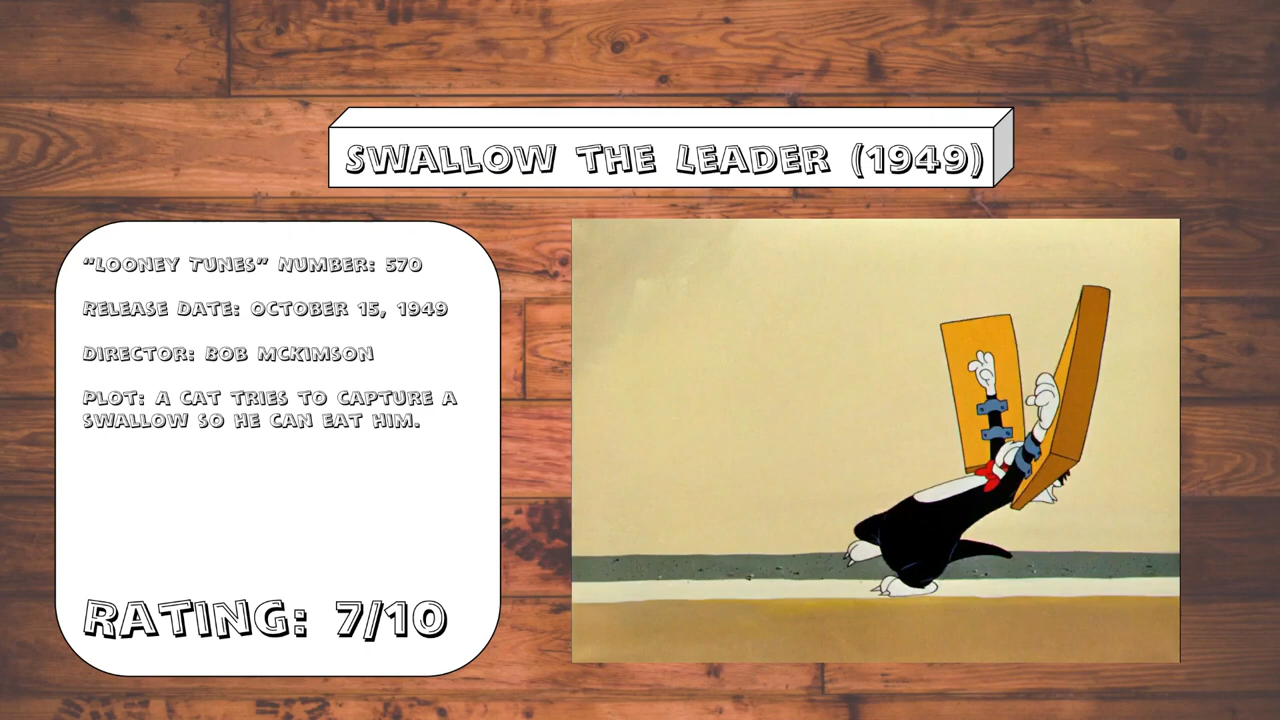 SWALLOW THE LEADER (1949)
"LOONEY TUNES" NUMBER: 570
RELEASE DATE: OCTOBER 15, 1949
DIRECTOR: BOB MCKIMSON
PLOT: A CAT TRIES TO CAPTURE A
SWALLOW SO HE CAN EAT HIM.
RATING: 7/10